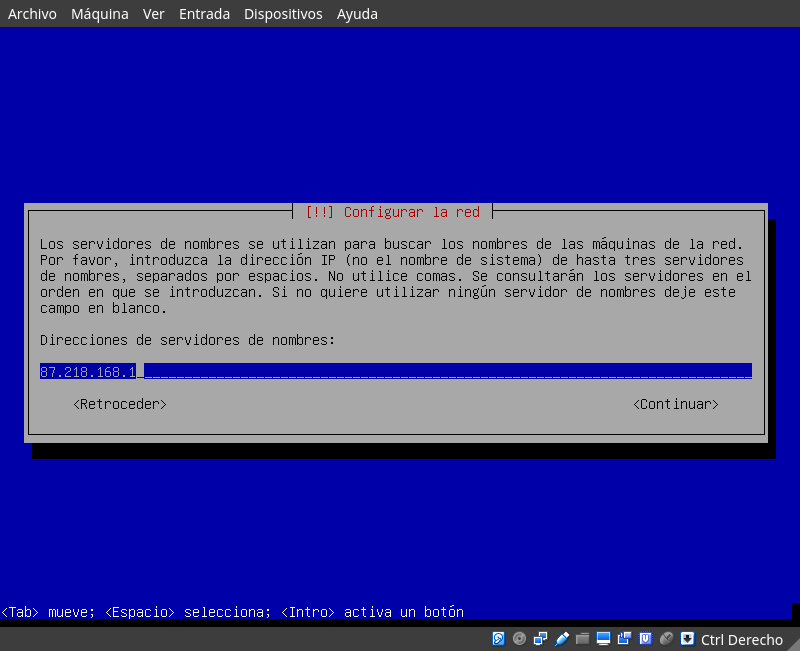 Archivo Máquina Ver Entrada Dispositivos Ayuda
[!!] Configurar la red
Los servidores de nombres se utilizan para buscar los nombres de las máquinas de la red.
Por favor, introduzca la dirección IP (no el nombre de sistema) de hasta tres servidores
de nombres, separados por espacios. No utilice comas. Se consultarán los servidores en el
orden en que se introduzcan. Si no quiere utilizar ningún servidor de nombres deje este
campo en blanco.
Direcciones de servidores de nombres:
87.218.168.1
<Retroceder> <Continuar>
<Tab> mueve; <Espacio> selecciona; <Intro> activa un botón
Ctrl Derecho